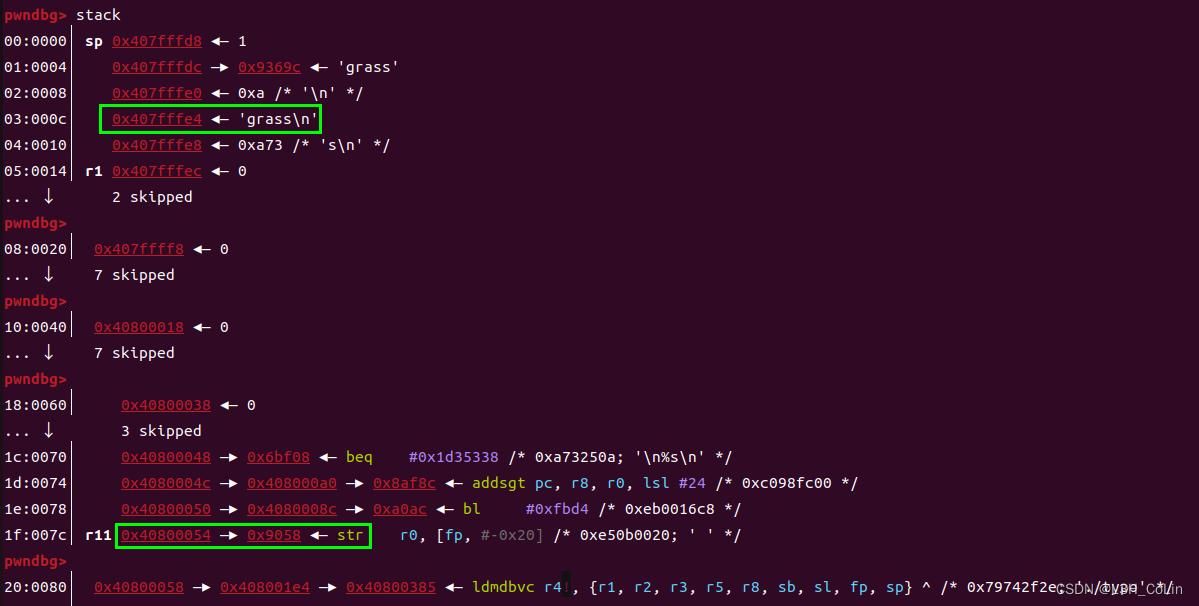 pwndbg> stack
00:0000│ sp 0x407fffd8 ◂— 1
01:0004│ 0x407fffdc —▸ 0x9369c ◂— 'grass'
02:0008│ 0x407fffe0 ◂— 0xa /* '\n' */
03:000c│ 0x407fffe4 ◂— 'grass\n'
04:0010│ 0x407fffe8 ◂— 0xa73 /* 's\n' */
05:0014│ r1 0x407fffec ◂— 0
... ↓ 2 skipped
pwndbg>
08:0020│ 0x407ffff8 ◂— 0
... ↓ 7 skipped
pwndbg>
10:0040│ 0x40800018 ◂— 0
... ↓ 7 skipped
pwndbg>
18:0060│ 0x40800038 ◂— 0
... ↓ 3 skipped
1c:0070│ 0x40800048 —▸ 0x6bf08 ◂— beq #0x1d35338 /* 0xa73250a; '\n%s\n' */
1d:0074│ 0x4080004c —▸ 0x408000a0 —▸ 0x8af8c ◂— addsgt pc, r8, r0, lsl #24 /* 0xc098fc00 */
1e:0078│ 0x40800050 —▸ 0x4080008c —▸ 0xa0ac ◂— bl #0xfbd4 /* 0xeb0016c8 */
1f:007c│ r11 0x40800054 —▸ 0x9058 ◂— str r0, [fp, #-0x20] /* 0xe50b0020; ' ' */
pwndbg>
20:0080│ 0x40800058 —▸ 0x408001e4 —▸ 0x40800385 ◂— ldmdbvc r4!, {r1, r2, r3, r5, r8, sb, sl, fp, sp} ^ /* 0x79742f2e; './typo' */